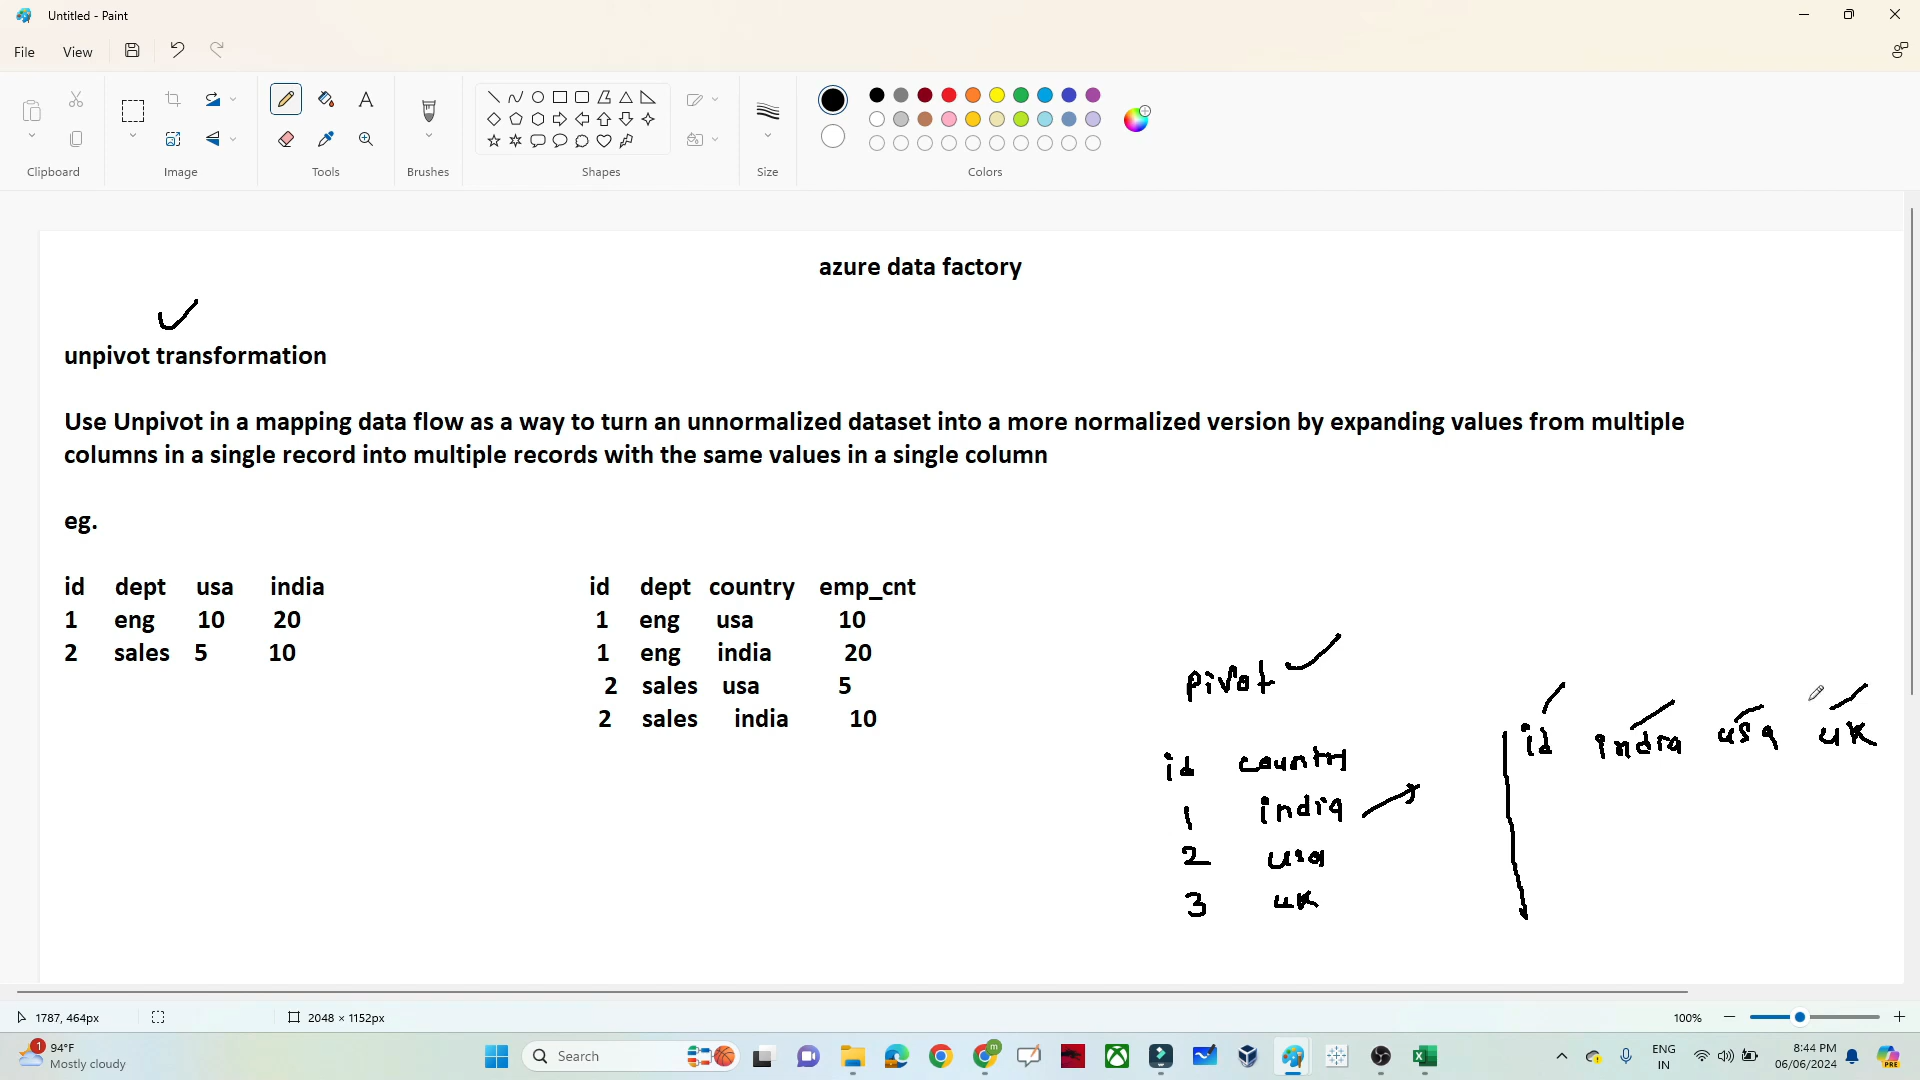 Untitled - Paint
File View
Clipboard Image Tools Brushes Shapes Size Colors
azure data factory
unpivot transformation
Use Unpivot in a mapping data flow as a way to turn an unnormalized dataset into a more normalized version by expanding values from multiple
columns in a single record into multiple records with the same values in a single column
eg.
id dept usa india
1 eng 10 20
2 sales 5 10
id dept country emp_cnt
1 eng usa 10
1 eng india 20
2 sales usa 5
2 sales india 10
pivot
id country
1 india
2 usa
3 uk
id india usa uk
1787, 464px
2048 × 1152px
100%
1
94°F
Mostly cloudy
Search
m
ENG
IN
8:44 PM
06/06/2024
PRE